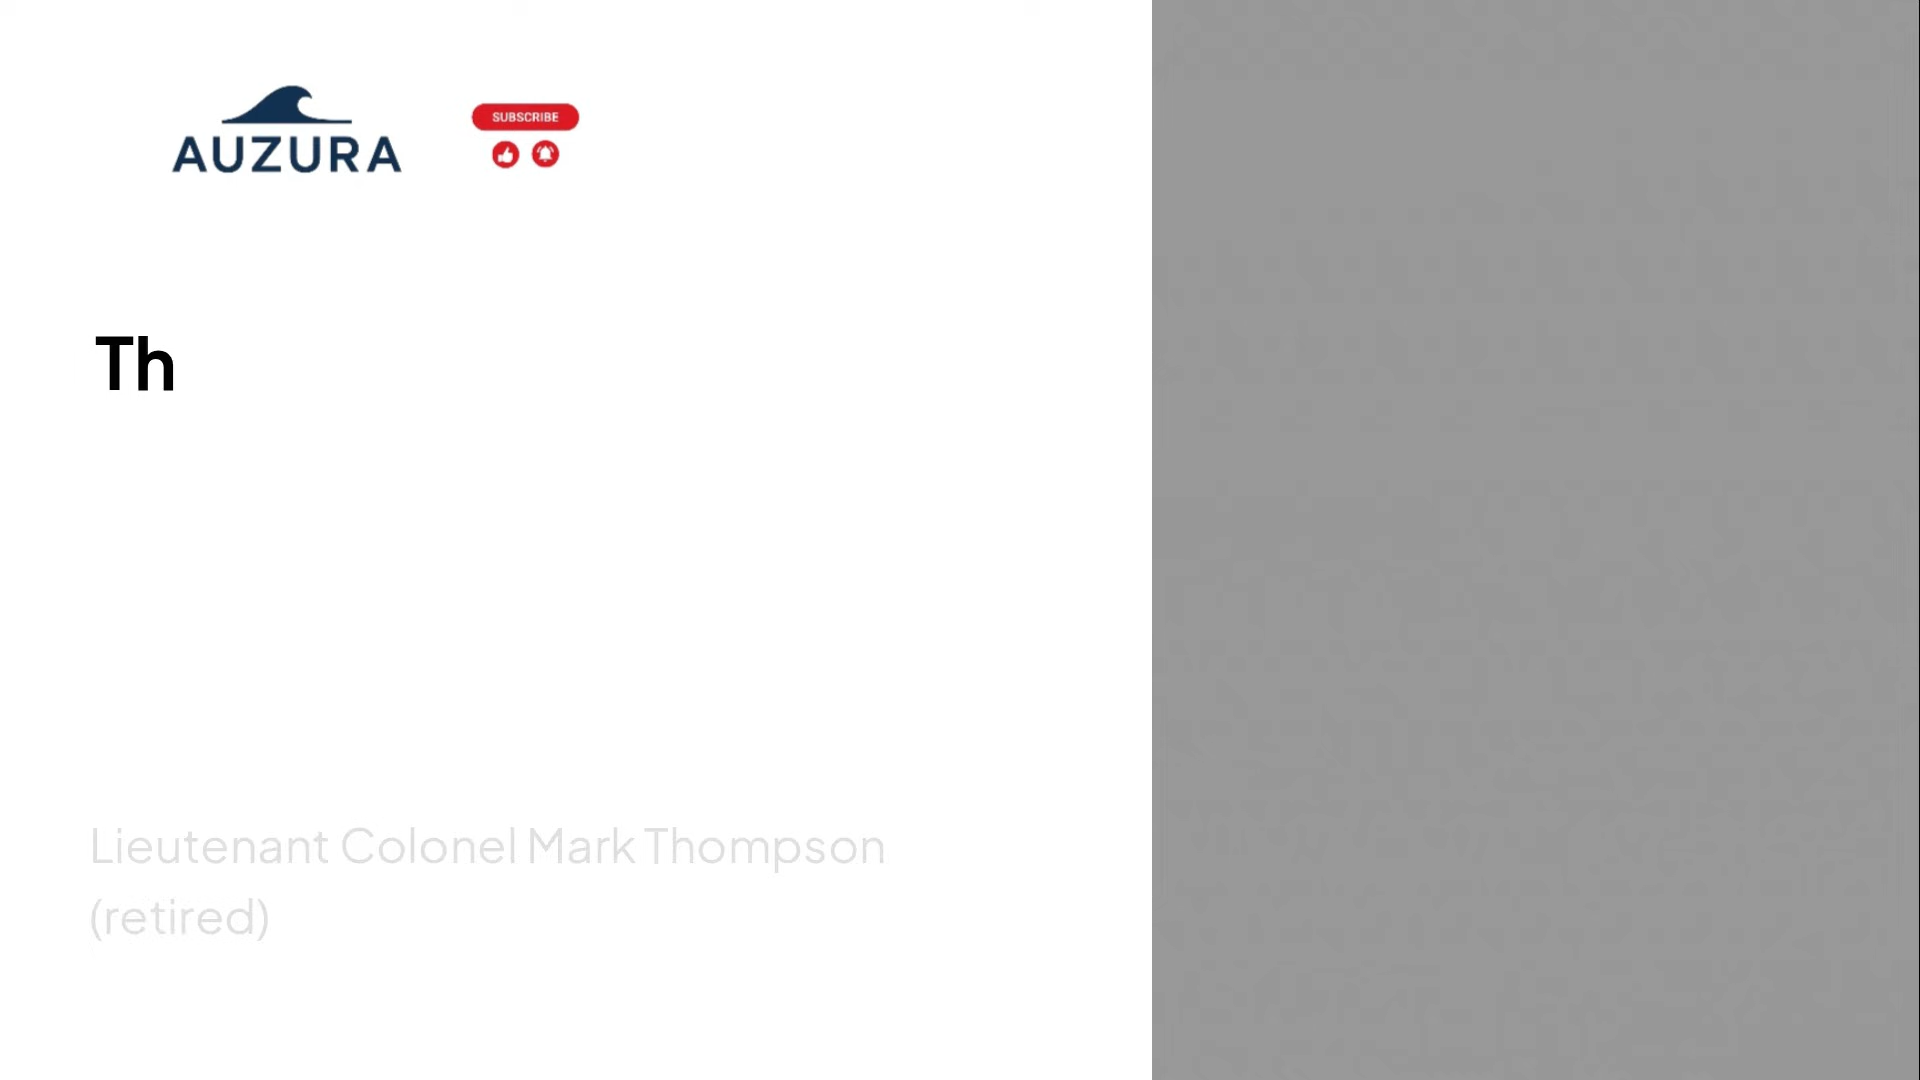 AUZURA
SUBSCRIBE
Th
Lieutenant Colonel Mark Thompson
(retired)